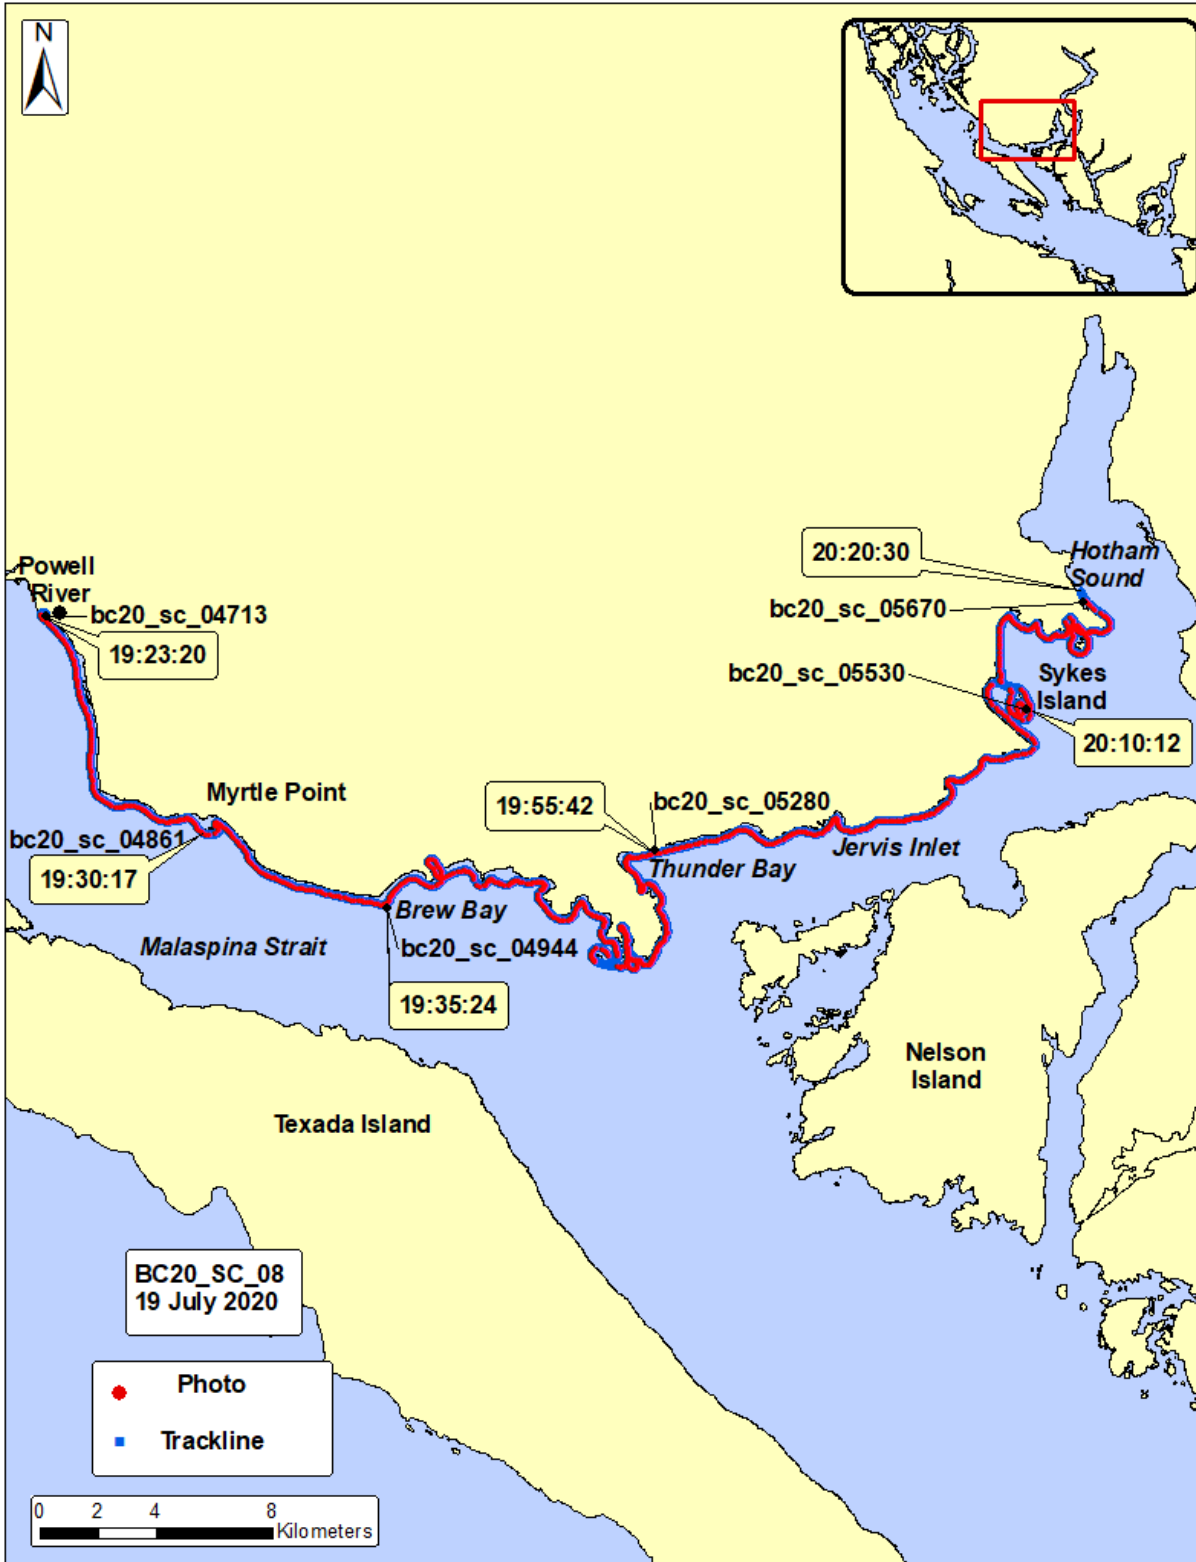 N
Powell
River
bc20_sc_04713
19:23:20
20:20:30
Hotham
Sound
bc20_sc_05670
bc20_sc_05530
Sykes
Island
20:10:12
Myrtle Point
19:55:42
bc20_sc_05280
bc20_sc_04861
19:30:17
Thunder Bay
Jervis Inlet
Brew Bay
Malaspina Strait
bc20_sc_04944
19:35:24
Nelson
Island
Texada Island
BC20_SC_08
19 July 2020
Photo
Trackline
0 2 4 8
Kilometers